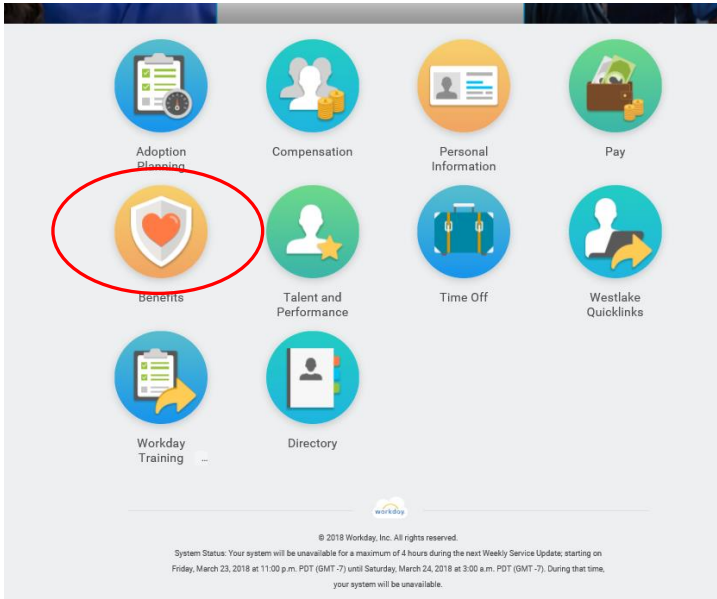 Adoption
Planning
Compensation
Personal
Information
Pay
Benefits
Talent and
Performance
Time Off
Westlake
Quicklinks
Workday
Training ...
Directory
workday
© 2018 Workday, Inc. All rights reserved.
System Status: Your system will be unavailable for a maximum of 4 hours during the next Weekly Service Update; starting on
Friday, March 23, 2018 at 11:00 p.m. PDT (GMT -7) until Saturday, March 24, 2018 at 3:00 a.m. PDT (GMT -7). During that time,
your system will be unavailable.